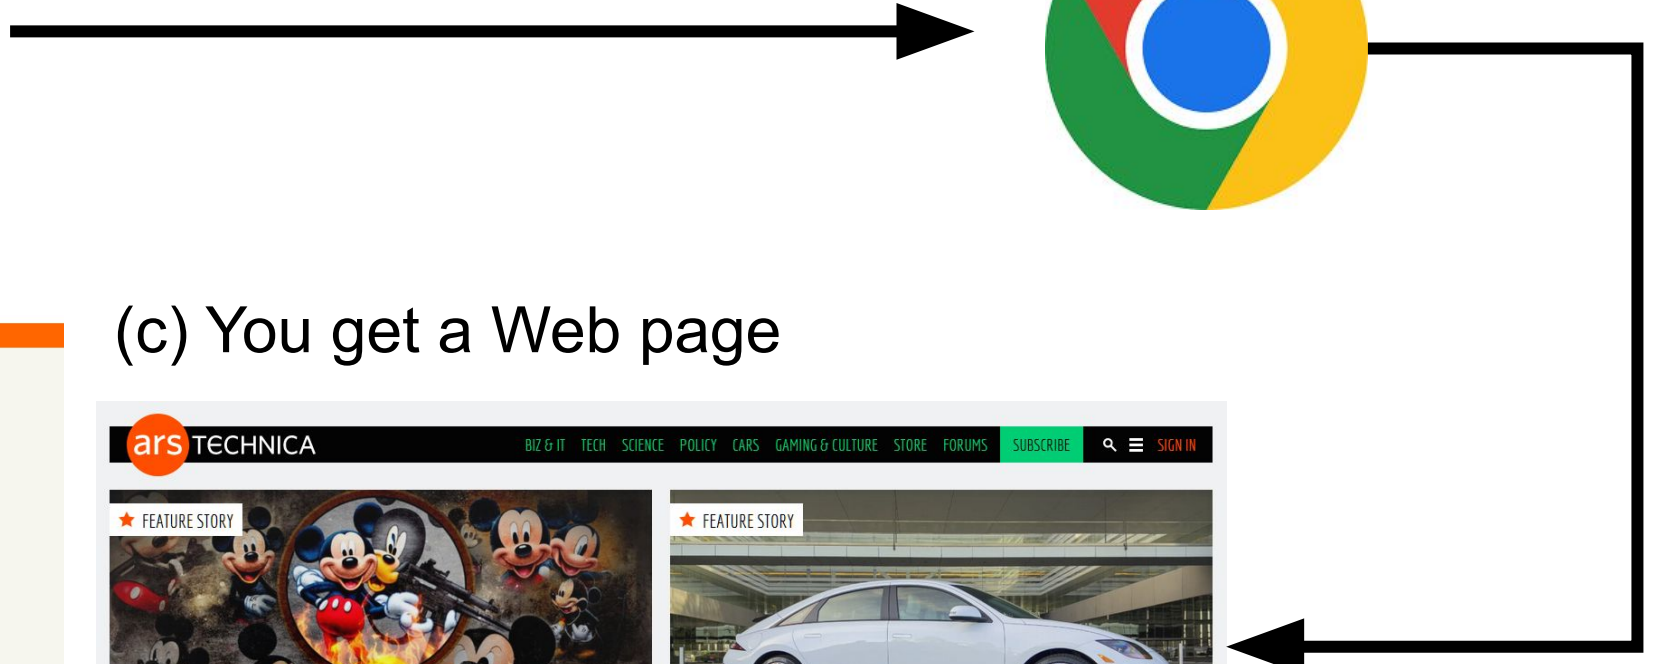 (c) You get a Web page
ars TECHNICA BIZ & IT TECH SCIENCE POLICY CARS GAMING & CULTURE STORE FORUMS SUBSCRIBE SIGN IN
FEATURE STORY
FEATURE STORY